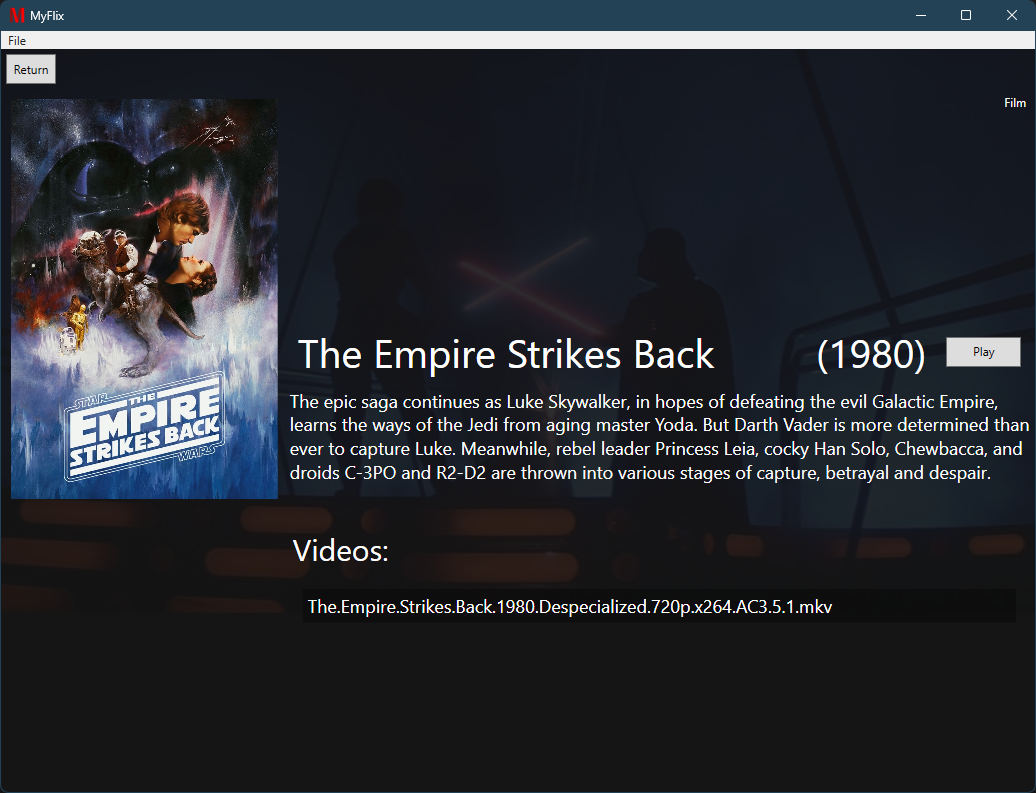 MyFlix
File
Return
Film
STAR
THE
EMPIRE
STRIKES BACK
WARS
The Empire Strikes Back (1980) Play
The epic saga continues as Luke Skywalker, in hopes of defeating the evil Galactic Empire,
learns the ways of the Jedi from aging master Yoda. But Darth Vader is more determined than
ever to capture Luke. Meanwhile, rebel leader Princess Leia, cocky Han Solo, Chewbacca, and
droids C-3PO and R2-D2 are thrown into various stages of capture, betrayal and despair.
Videos:
The.Empire.Strikes.Back.1980.Despecialized.720p.x264.AC3.5.1.mkv